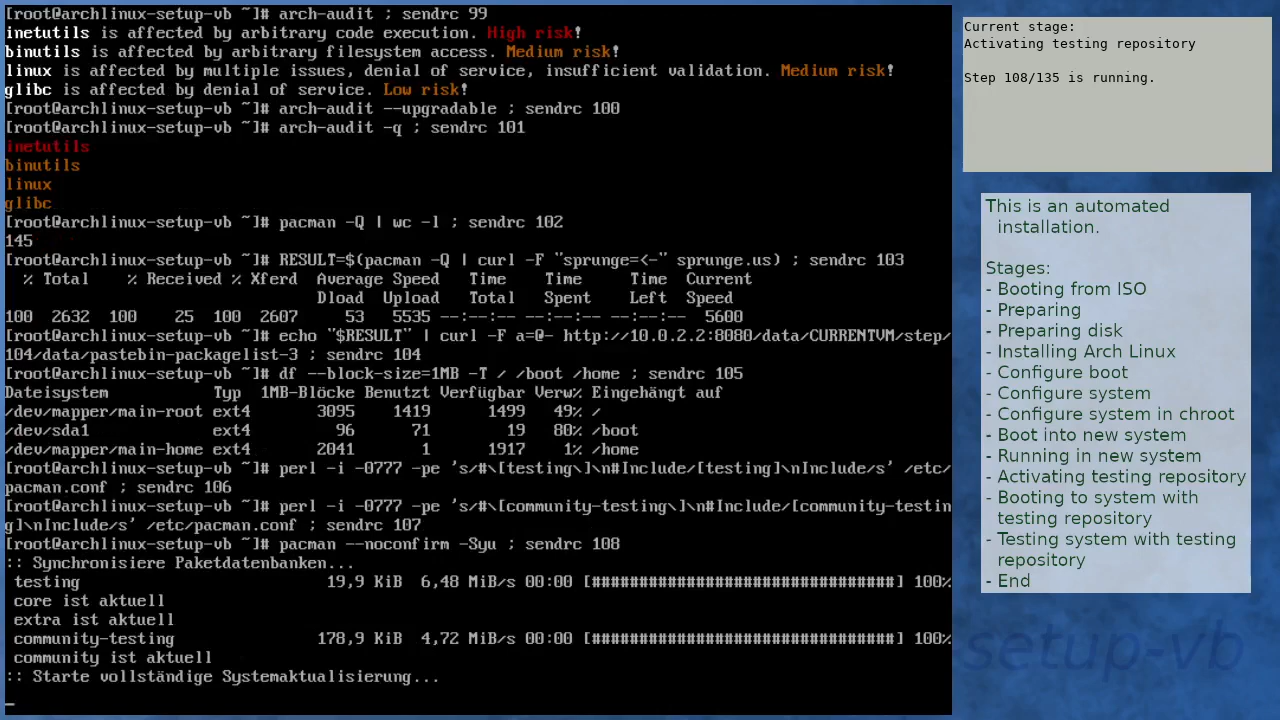 [root@archlinux-setup-vb ~]# arch-audit ; sendrc 99
inetutils is affected by arbitrary code execution. High risk!
binutils is affected by arbitrary filesystem access. Medium risk!
linux is affected by multiple issues, denial of service, insufficient validation. Medium risk!
glibc is affected by denial of service. Low risk!
[root@archlinux-setup-vb ~]# arch-audit --upgradable ; sendrc 100
[root@archlinux-setup-vb ~]# arch-audit -q ; sendrc 101
inetutils
binutils
linux
glibc
[root@archlinux-setup-vb ~]# pacman -Q | wc -l ; sendrc 102
145
[root@archlinux-setup-vb ~]# RESULT=$(pacman -Q | curl -F "sprunge=<-" sprunge.us) ; sendrc 103
% Total % Received % Xferd Average Speed Time Time Time Current
Dload Upload Total Spent Left Speed
100 2632 100 25 100 2607 53 5535 --:--:-- --:--:-- --:--:-- 5600
[root@archlinux-setup-vb ~]# echo "$RESULT" | curl -F a=@- http://10.0.2.2:8080/data/CURRENTVM/step/
104/data/pastebin-packagelist-3 ; sendrc 104
[root@archlinux-setup-vb ~]# df --block-size=1MB -T / /boot /home ; sendrc 105
Dateisystem Typ 1MB-Blöcke Benutzt Verfügbar Verw% Eingehängt auf
/dev/mapper/main-root ext4 3095 1419 1499 49% /
/dev/sda1 ext4 96 71 19 80% /boot
/dev/mapper/main-home ext4 2041 1 1917 1% /home
[root@archlinux-setup-vb ~]# perl -i -0777 -pe 's/#\[testing\]\n#Include/[testing]\nInclude/s' /etc/
pacman.conf ; sendrc 106
[root@archlinux-setup-vb ~]# perl -i -0777 -pe 's/#\[community-testing\]\n#Include/[community-testin
g]\nInclude/s' /etc/pacman.conf ; sendrc 107
[root@archlinux-setup-vb ~]# pacman --noconfirm -Syu ; sendrc 108
:: Synchronisiere Paketdatenbanken...
testing 19,9 KiB 6,48 MiB/s 00:00 [################################] 100%
core ist aktuell
extra ist aktuell
community-testing 178,9 KiB 4,72 MiB/s 00:00 [################################] 100%
community ist aktuell
:: Starte vollständige Systemaktualisierung...
Current stage:
Activating testing repository
Step 108/135 is running.
This is an automated
installation.
Stages:
- Booting from ISO
- Preparing
- Preparing disk
- Installing Arch Linux
- Configure boot
- Configure system
- Configure system in chroot
- Boot into new system
- Running in new system
- Activating testing repository
- Booting to system with
testing repository
- Testing system with testing
repository
- End
setup-vb